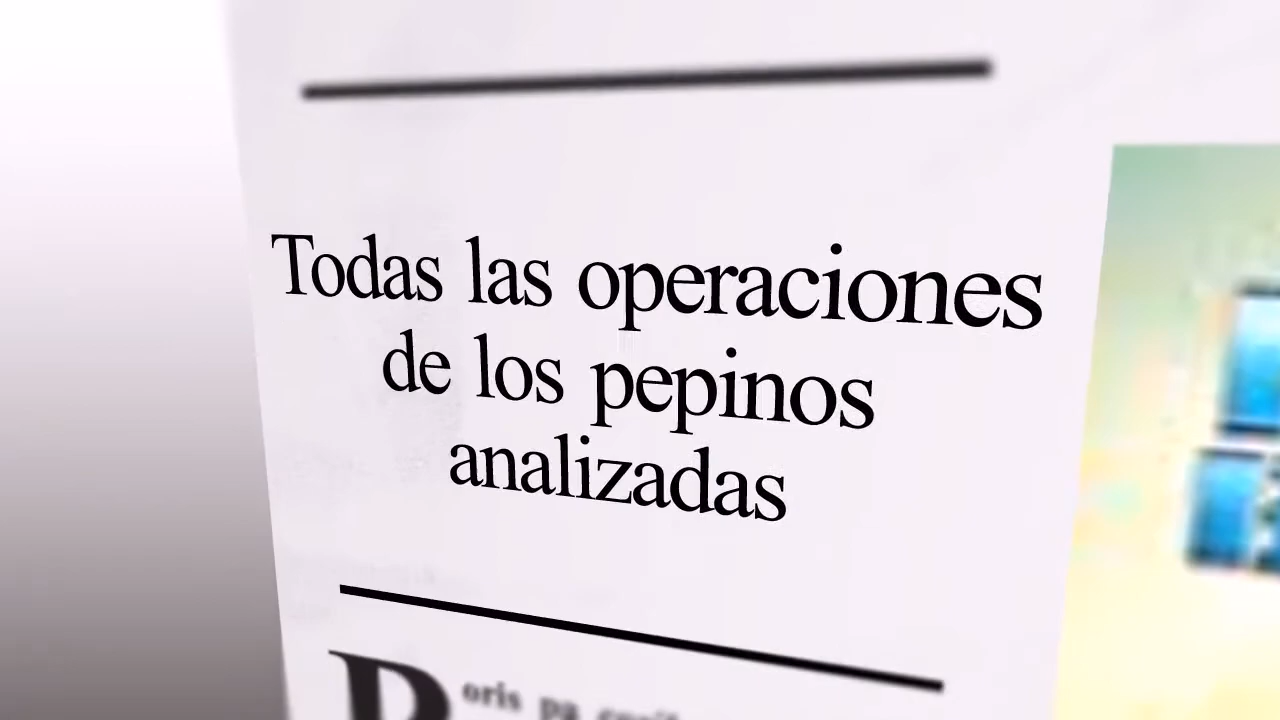 Todas las operaciones
de los pepinos
analizadas